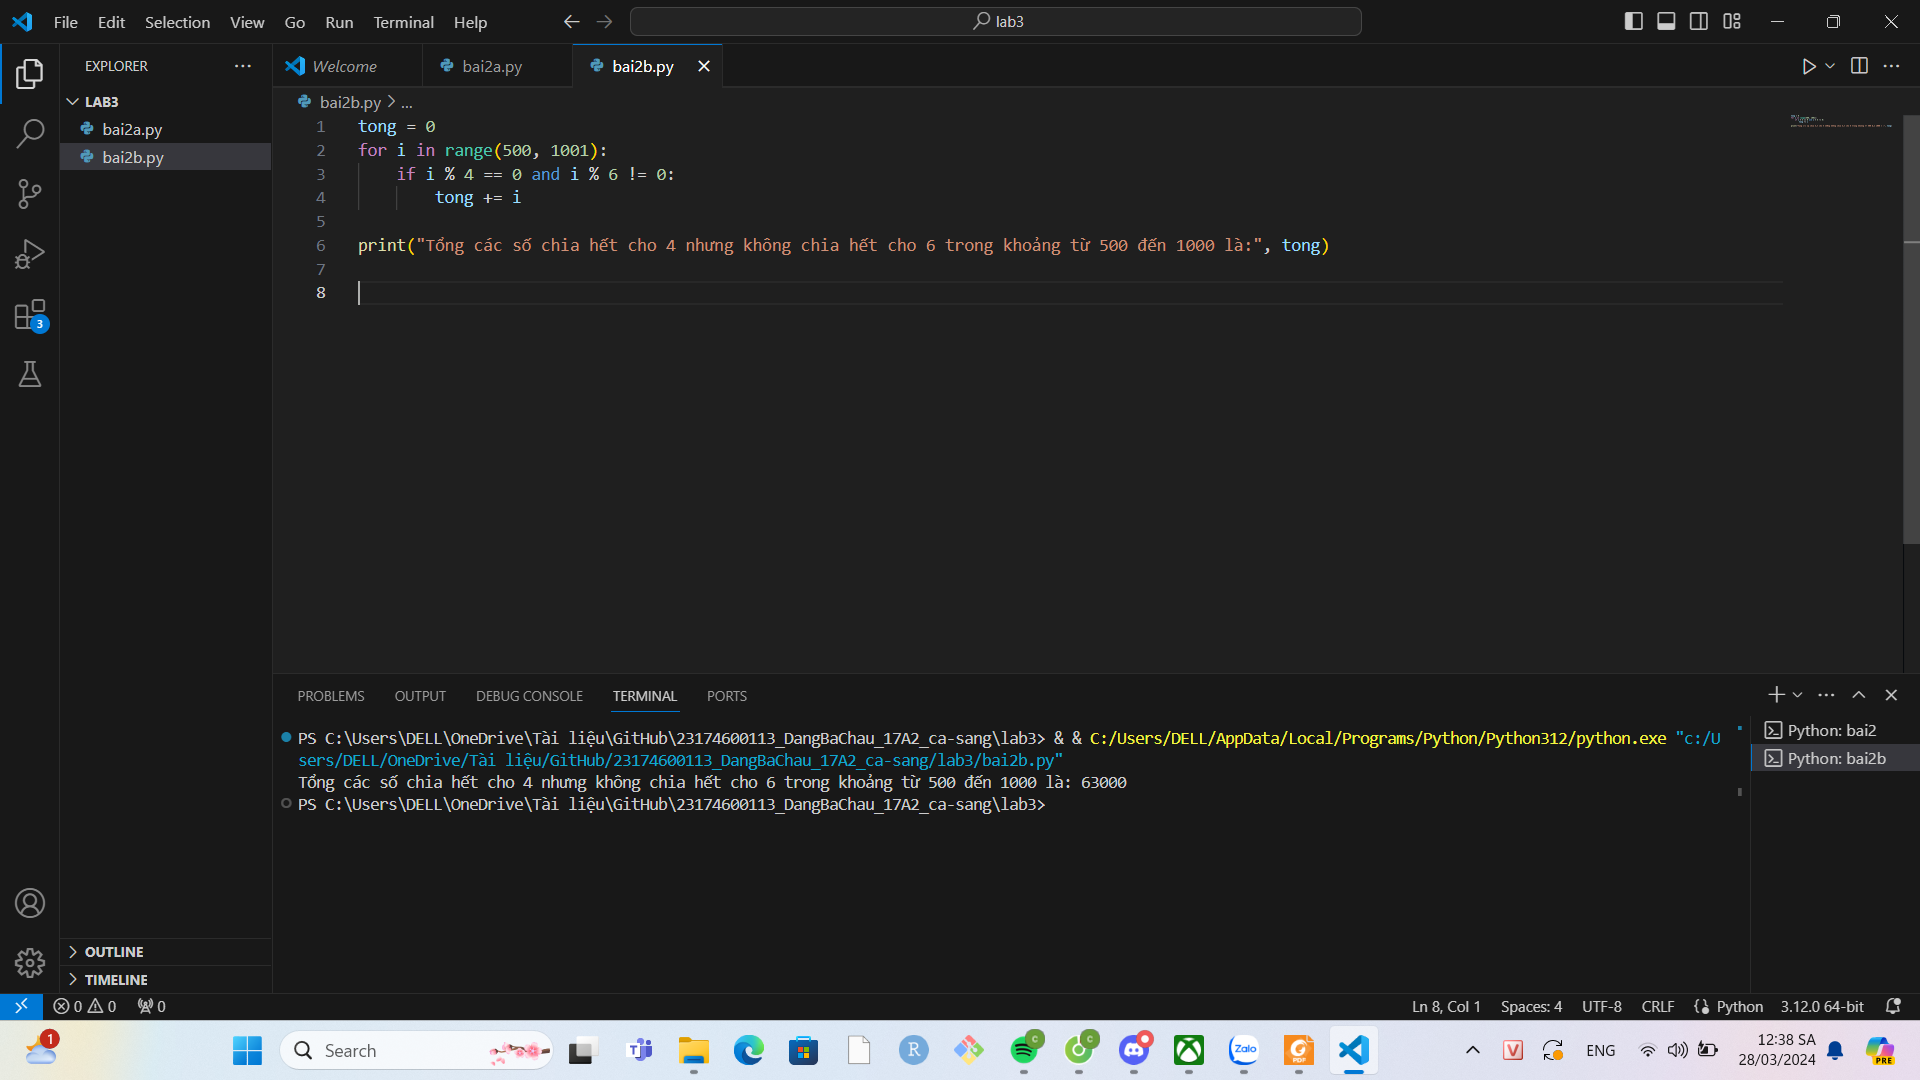 File Edit Selection View Go Run Terminal Help
lab3
EXPLORER
Welcome
bai2a.py
bai2b.py
LAB3
bai2a.py
bai2b.py
bai2b.py > ...
1 tong = 0
2 for i in range(500, 1001):
3 if i % 4 == 0 and i % 6 != 0:
4 tong += i
5
6 print("Tổng các số chia hết cho 4 nhưng không chia hết cho 6 trong khoảng từ 500 đến 1000 là:", tong)
7
8
3
PROBLEMS OUTPUT DEBUG CONSOLE TERMINAL PORTS
PS C:\Users\DELL\OneDrive\Tài liệu\GitHub\23174600113_DangBaChau_17A2_ca-sang\lab3> & & C:/Users/DELL/AppData/Local/Programs/Python/Python312/python.exe "c:/U
sers/DELL/OneDrive/Tài liệu/GitHub/23174600113_DangBaChau_17A2_ca-sang/lab3/bai2b.py"
Tổng các số chia hết cho 4 nhưng không chia hết cho 6 trong khoảng từ 500 đến 1000 là: 63000
PS C:\Users\DELL\OneDrive\Tài liệu\GitHub\23174600113_DangBaChau_17A2_ca-sang\lab3>
Python: bai2
Python: bai2b
OUTLINE
TIMELINE
0 0 0
Ln 8, Col 1 Spaces: 4 UTF-8 CRLF Python 3.12.0 64-bit
1
Search
T
R
C
C
Zalo
PDF
V
ENG
12:38 SA
28/03/2024
PRE